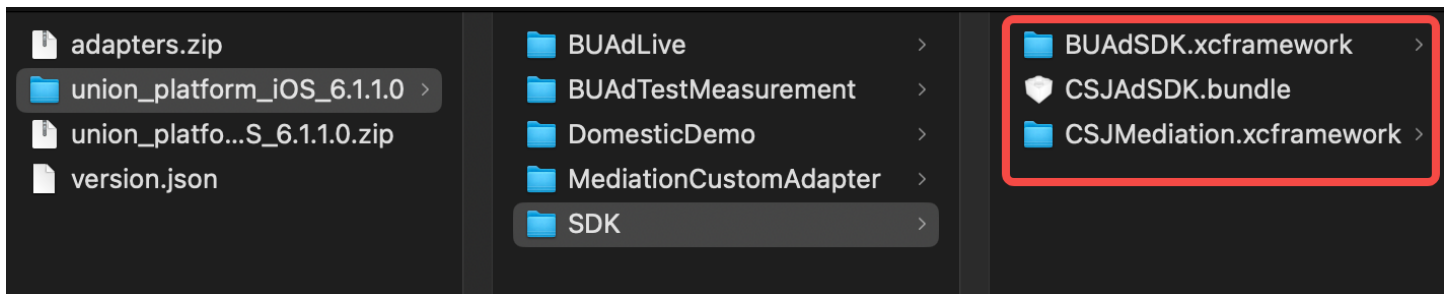 adapters.zip
union_platform_iOS_6.1.1.0
union_platfo...S_6.1.1.0.zip
version.json
BUAdLive
BUAdTestMeasurement
DomesticDemo
MediationCustomAdapter
SDK
BUAdSDK.xcframework
CSJAdSDK.bundle
CSJMediation.xcframework